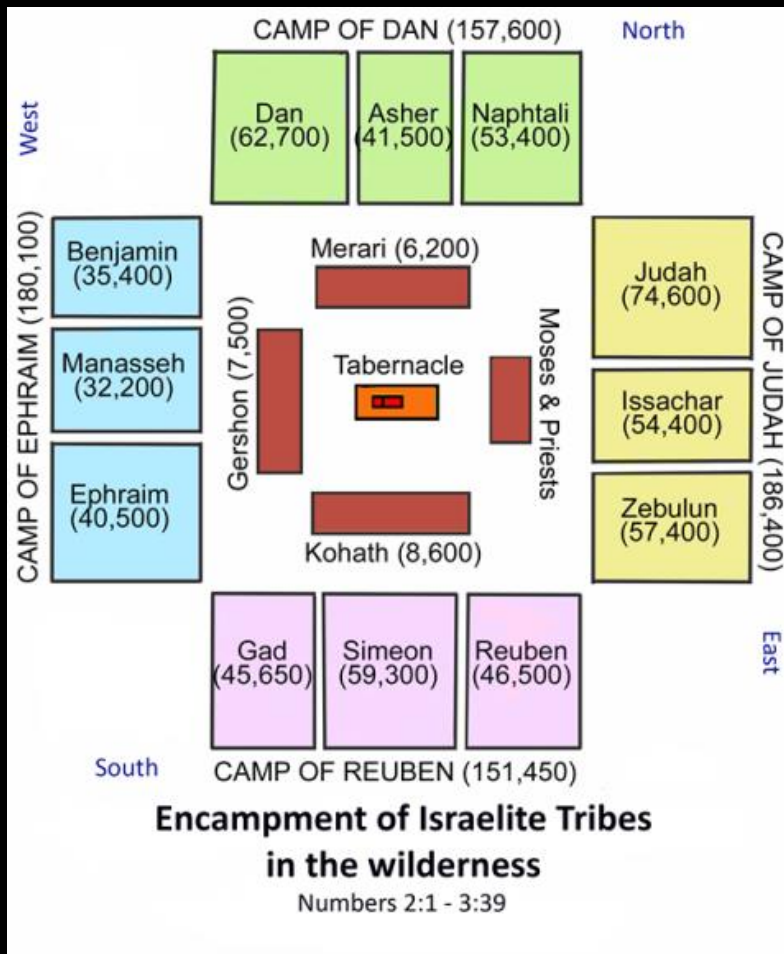 CAMP OF DAN (157,600)
North
West
Dan
(62,700)
Asher
(41,500)
Naphtali
(53,400)
CAMP OF EPHRAIM (180,100)
Benjamin
(35,400)
Manasseh
(32,200)
Ephraim
(40,500)
Merari (6,200)
Gershon (7,500)
Tabernacle
Moses & Priests
Kohath (8,600)
Judah
(74,600)
Issachar
(54,400)
Zebulun
(57,400)
CAMP OF JUDAH (186,400)
East
Gad
(45,650)
Simeon
(59,300)
Reuben
(46,500)
South
CAMP OF REUBEN (151,450)
Encampment of Israelite Tribes
in the wilderness
Numbers 2:1 - 3:39